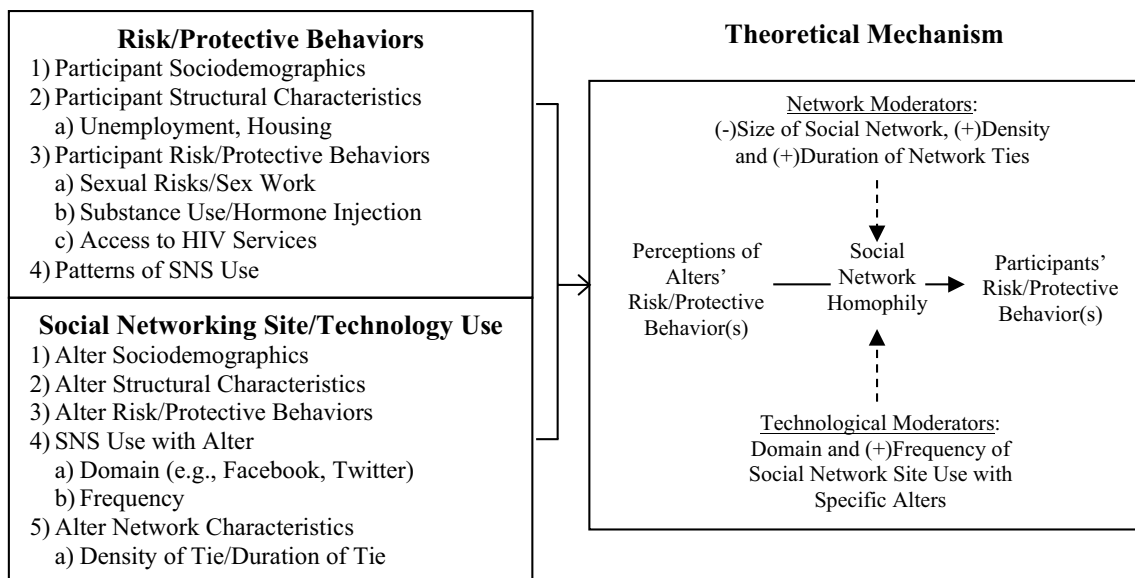 Risk/Protective Behaviors
1) Participant Sociodemographics
2) Participant Structural Characteristics
a) Unemployment, Housing
3) Participant Risk/Protective Behaviors
a) Sexual Risks/Sex Work
b) Substance Use/Hormone Injection
c) Access to HIV Services
4) Patterns of SNS Use
Social Networking Site/Technology Use
1) Alter Sociodemographics
2) Alter Structural Characteristics
3) Alter Risk/Protective Behaviors
4) SNS Use with Alter
a) Domain (e.g., Facebook, Twitter)
b) Frequency
5) Alter Network Characteristics
a) Density of Tie/Duration of Tie
Theoretical Mechanism
Network Moderators:
(-)Size of Social Network, (+)Density
and (+)Duration of Network Ties
Perceptions of
Alters’
Risk/Protective
Behavior(s)
Social
Network
Homophily
Participants’
Risk/Protective
Behavior(s)
Technological Moderators:
Domain and (+)Frequency of
Social Network Site Use with
Specific Alters